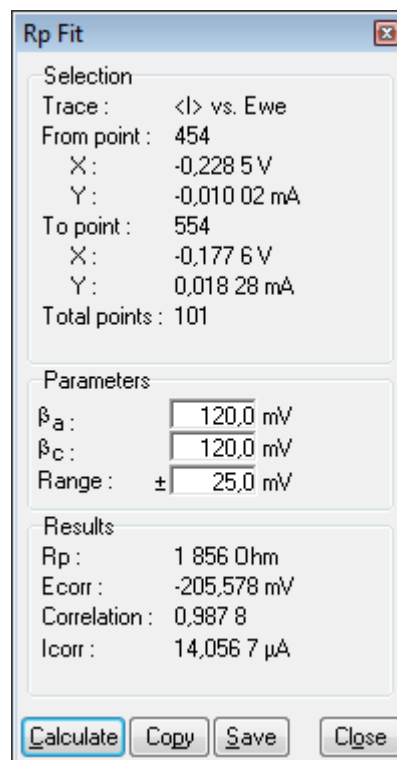 Rp Fit
Selection
Trace : <I> vs. Ewe
From point : 454
X : -0,228 5 V
Y : -0,010 02 mA
To point : 554
X : -0,177 6 V
Y : 0,018 28 mA
Total points : 101
Parameters
βa : 120,0 mV
βc : 120,0 mV
Range : ± 25,0 mV
Results
Rp : 1 856 Ohm
Ecorr : -205,578 mV
Correlation : 0,987 8
Icorr : 14,056 7 µA
Calculate Copy Save Close